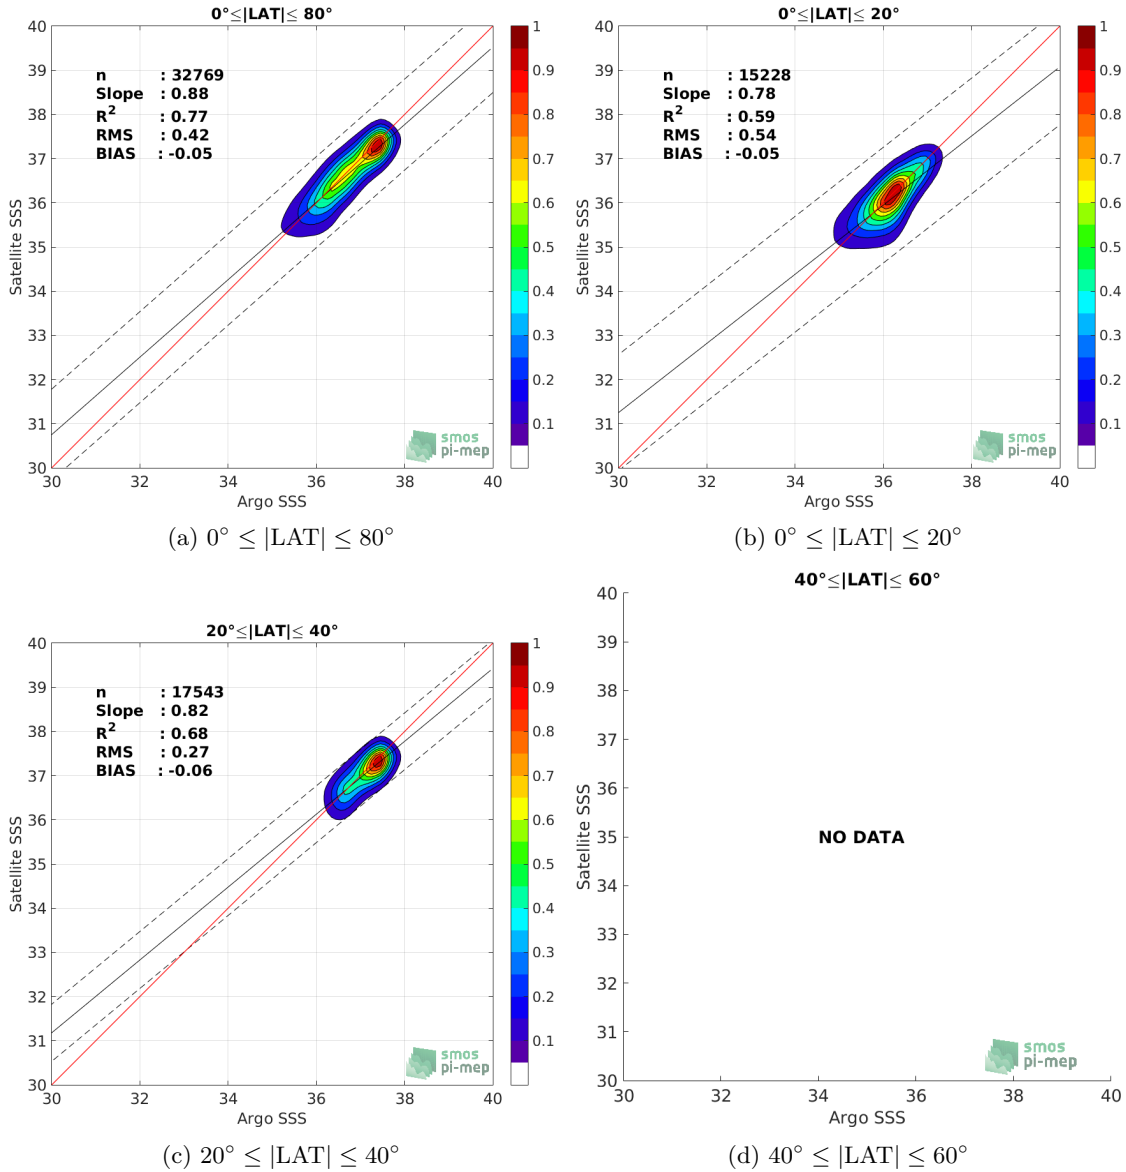 0°≤|LAT|≤ 80°
40
39
38
37
36
35
34
33
32
31
30
Satellite SSS
n : 32769
Slope : 0.88
R² : 0.77
RMS : 0.42
BIAS : -0.05
smos
pi-mep
30 32 34 36 38 40
Argo SSS
1
0.9
0.8
0.7
0.6
0.5
0.4
0.3
0.2
0.1
(a) 0° ≤ |LAT| ≤ 80°
0°≤|LAT|≤ 20°
40
39
38
37
36
35
34
33
32
31
30
Satellite SSS
n : 15228
Slope : 0.78
R² : 0.59
RMS : 0.54
BIAS : -0.05
smos
pi-mep
30 32 34 36 38 40
Argo SSS
1
0.9
0.8
0.7
0.6
0.5
0.4
0.3
0.2
0.1
(b) 0° ≤ |LAT| ≤ 20°
20°≤|LAT|≤ 40°
40
39
38
37
36
35
34
33
32
31
30
Satellite SSS
n : 17543
Slope : 0.82
R² : 0.68
RMS : 0.27
BIAS : -0.06
smos
pi-mep
30 32 34 36 38 40
Argo SSS
1
0.9
0.8
0.7
0.6
0.5
0.4
0.3
0.2
0.1
(c) 20° ≤ |LAT| ≤ 40°
40°≤|LAT|≤ 60°
40
39
38
37
36
35
34
33
32
31
30
Satellite SSS
NO DATA
smos
pi-mep
30 32 34 36 38 40
Argo SSS
(d) 40° ≤ |LAT| ≤ 60°